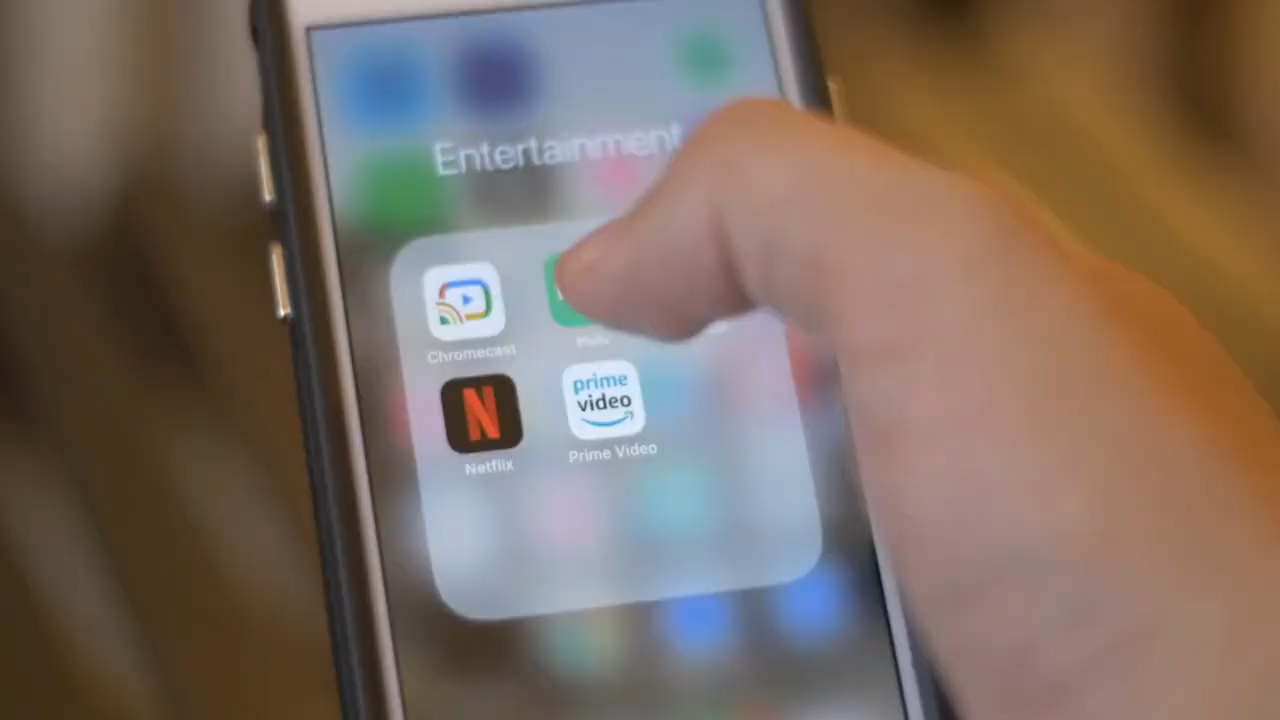 Entertainment
Chromecast
N
prime
video
Netflix
Prime Video